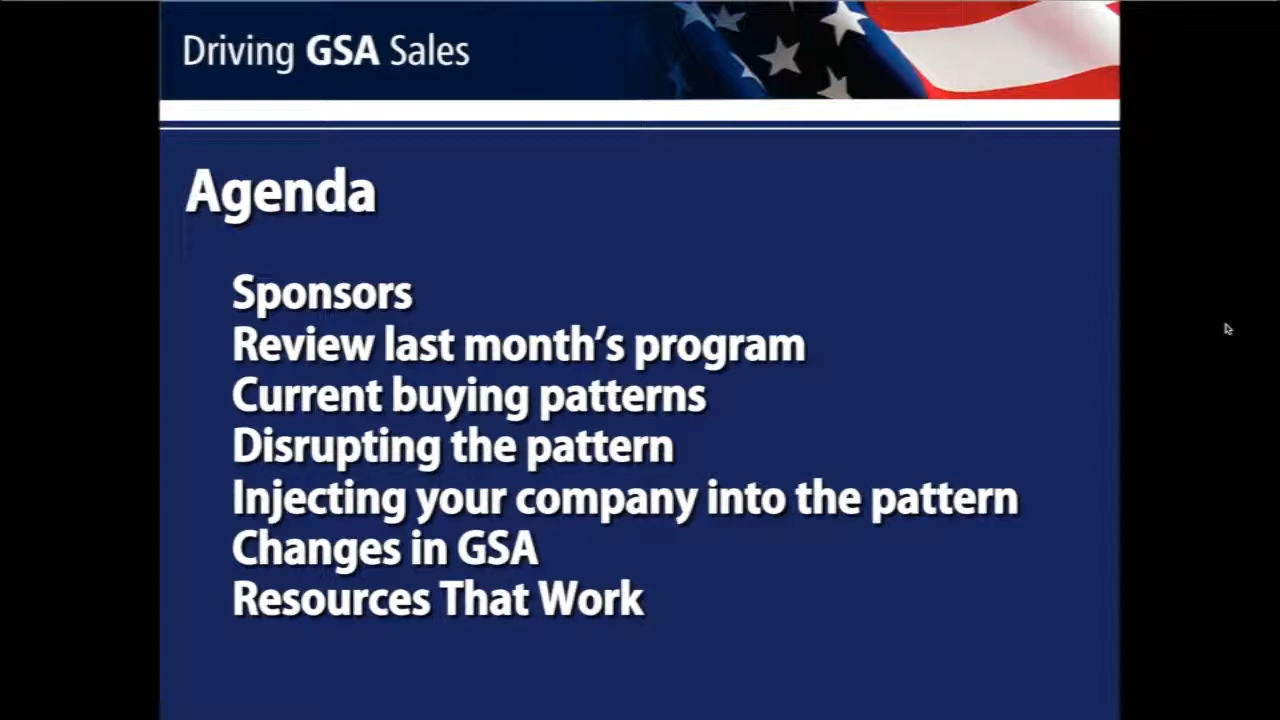 Driving GSA Sales
Agenda
Sponsors
Review last month’s program
Current buying patterns
Disrupting the pattern
Injecting your company into the pattern
Changes in GSA
Resources That Work